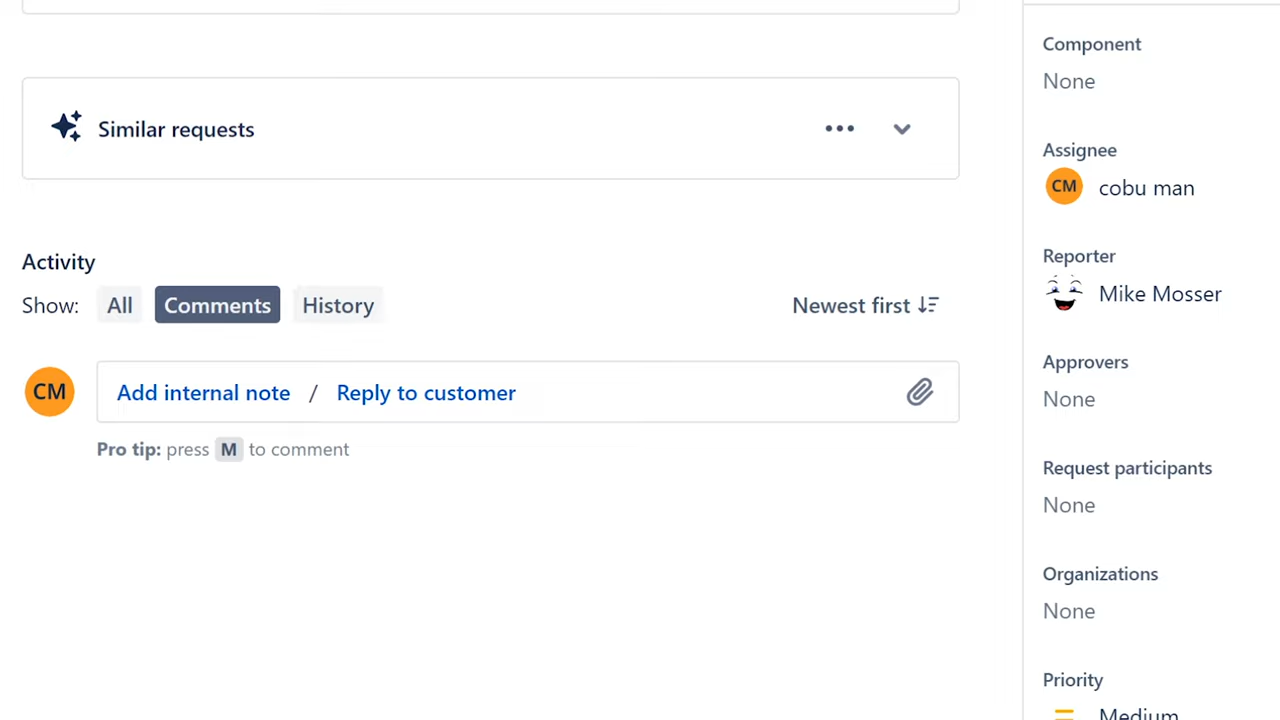 Similar requests
Activity
Show: All Comments History Newest first
CM Add internal note / Reply to customer
Pro tip: press M to comment
Component
None
Assignee
CM cobu man
Reporter
Mike Mosser
Approvers
None
Request participants
None
Organizations
None
Priority
Medium